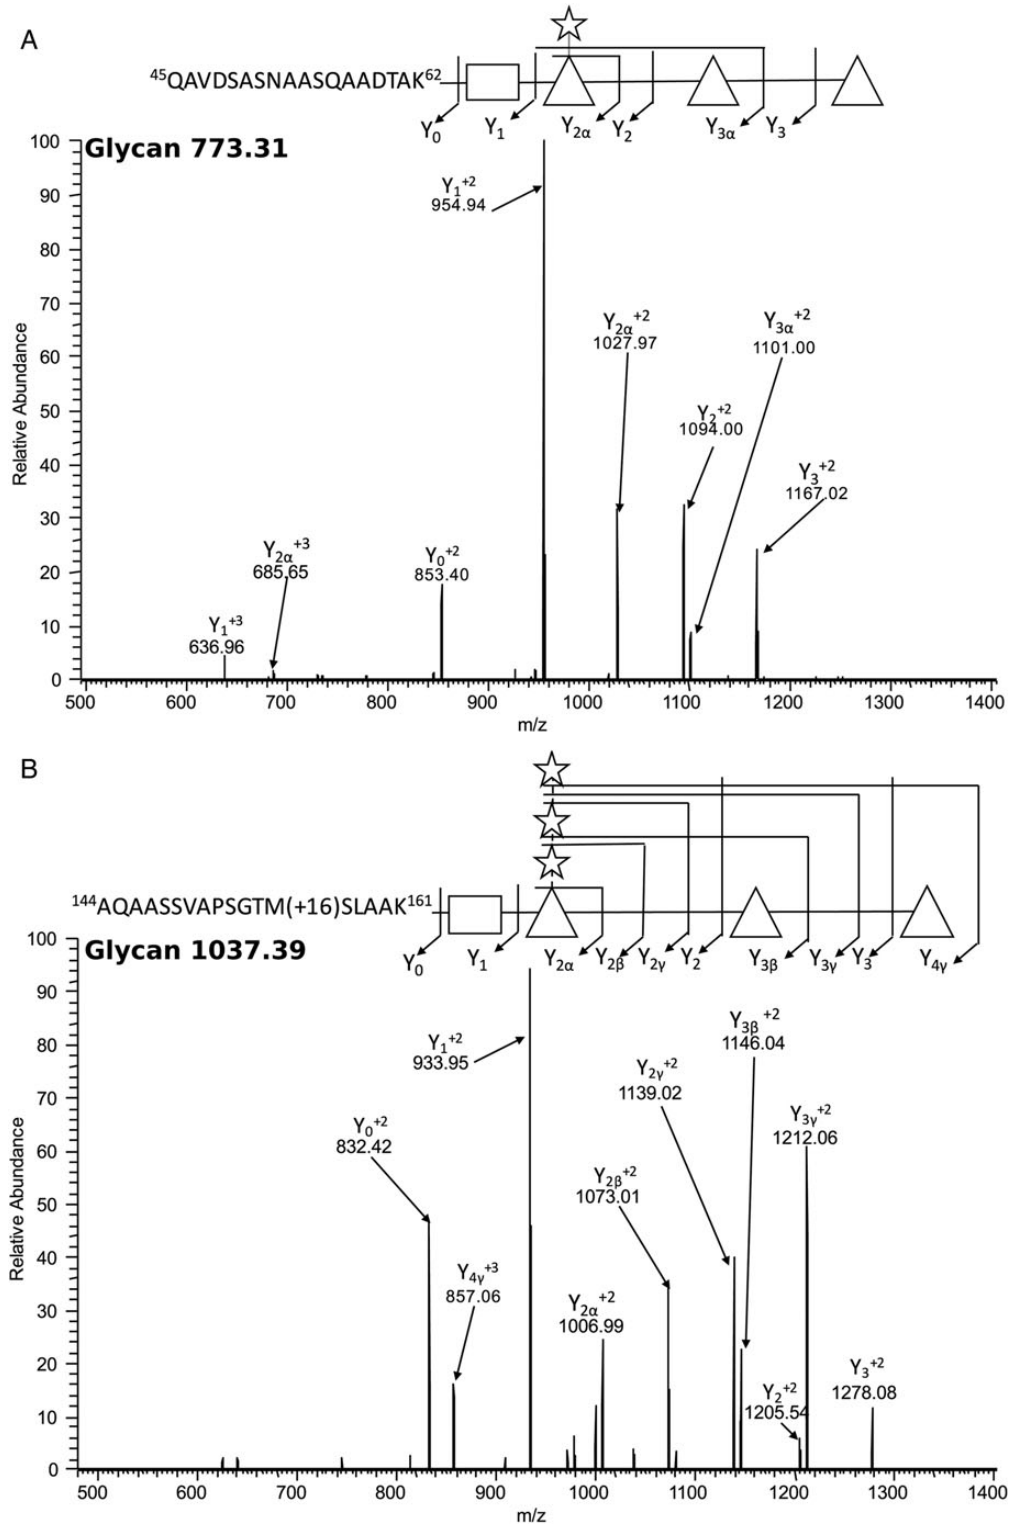 A
⁴⁵QAVDSASNAASQAADTAK⁶²
Y₀ Y₁ Y₂α Y₂ Y₃α Y₃
Glycan 773.31
Relative Abundance
100
90
80
70
60
50
40
30
20
10
0
Y₁⁺²
954.94
Y₂α⁺²
1027.97
Y₃α⁺²
1101.00
Y₂⁺²
1094.00
Y₃⁺²
1167.02
Y₂α⁺³
685.65
Y₀⁺²
853.40
Y₁⁺³
636.96
500 600 700 800 900 1000 1100 1200 1300 1400
m/z
B
¹⁴⁴AQAASSVAPSGTM(+16)SLAAK¹⁶¹
Y₀ Y₁ Y₂α Y₂β Y₂γ Y₂ Y₃β Y₃γ Y₃ Y₄γ
Glycan 1037.39
Relative Abundance
100
90
80
70
60
50
40
30
20
10
0
Y₁⁺²
933.95
Y₃β⁺²
1146.04
Y₂γ⁺²
1139.02
Y₀⁺²
832.42
Y₃γ⁺²
1212.06
Y₂β⁺²
1073.01
Y₄γ⁺³
857.06
Y₂α⁺²
1006.99
Y₃⁺²
1278.08
Y₂⁺²
1205.54
500 600 700 800 900 1000 1100 1200 1300 1400
m/z